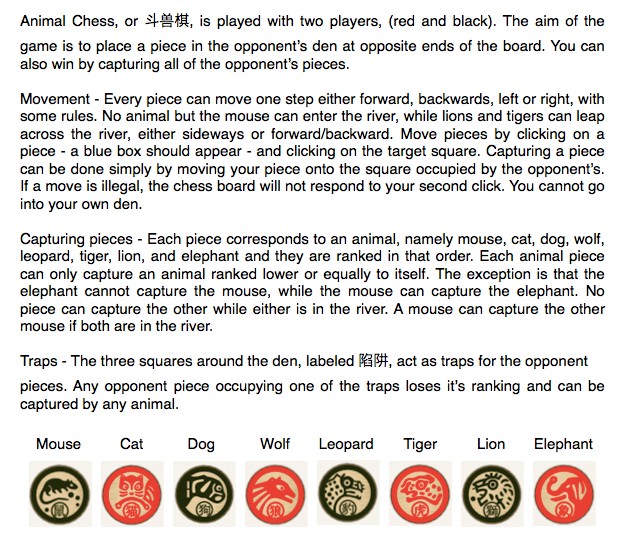 Animal Chess, or 斗兽棋, is played with two players, (red and black). The aim of the
game is to place a piece in the opponent's den at opposite ends of the board. You can
also win by capturing all of the opponent's pieces.
Movement - Every piece can move one step either forward, backwards, left or right, with
some rules. No animal but the mouse can enter the river, while lions and tigers can leap
across the river, either sideways or forward/backward. Move pieces by clicking on a
piece - a blue box should appear - and clicking on the target square. Capturing a piece
can be done simply by moving your piece onto the square occupied by the opponent's.
If a move is illegal, the chess board will not respond to your second click. You cannot go
into your own den.
Capturing pieces - Each piece corresponds to an animal, namely mouse, cat, dog, wolf,
leopard, tiger, lion, and elephant and they are ranked in that order. Each animal piece
can only capture an animal ranked lower or equally to itself. The exception is that the
elephant cannot capture the mouse, while the mouse can capture the elephant. No
piece can capture the other while either is in the river. A mouse can capture the other
mouse if both are in the river.
Traps - The three squares around the den, labeled 陷阱, act as traps for the opponent
pieces. Any opponent piece occupying one of the traps loses it's ranking and can be
captured by any animal.
Mouse Cat Dog Wolf Leopard Tiger Lion Elephant
鼠 猫 狗 狼 豹 虎 狮 象